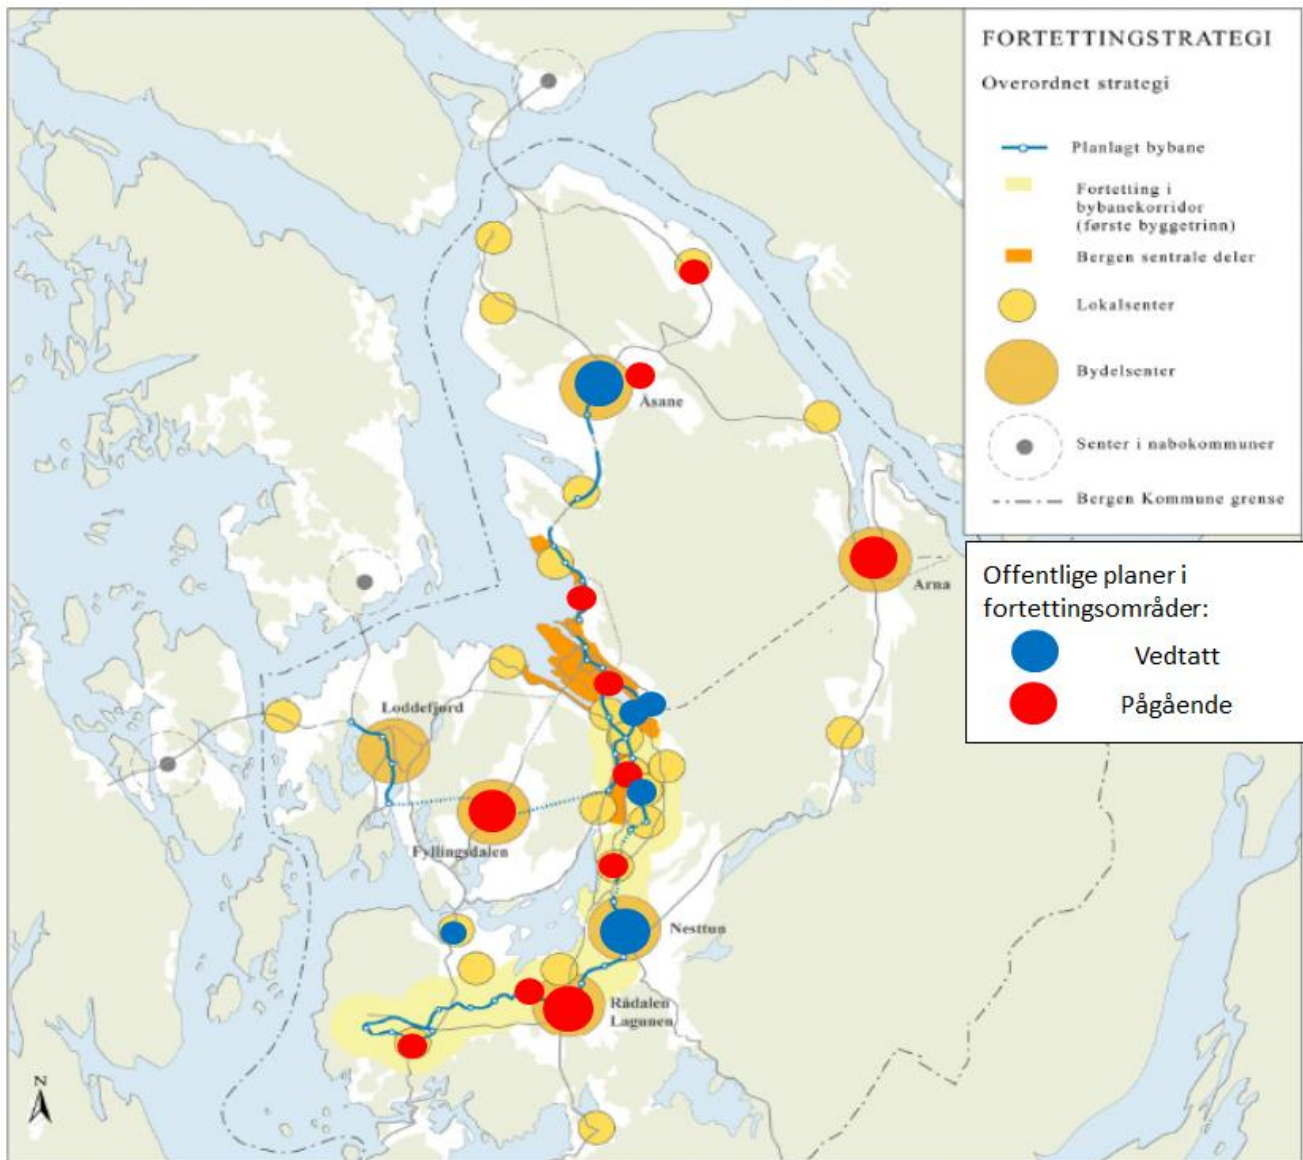 FORTETTINGSTRATEGI
Overordnet strategi
Planlagt bybane
Fortetting i
bybanekorridor
(første byggetrinn)
Bergen sentrale deler
Lokalsenter
Bydelsenter
Senter i nabokommuner
Bergen Kommune grense
Offentlige planer i
fortettingsområder:
Vedtatt
Pågående
Åsane
Arna
Loddefjord
Fyllingsdalen
Nesttun
Rådalen
Lagunen
N